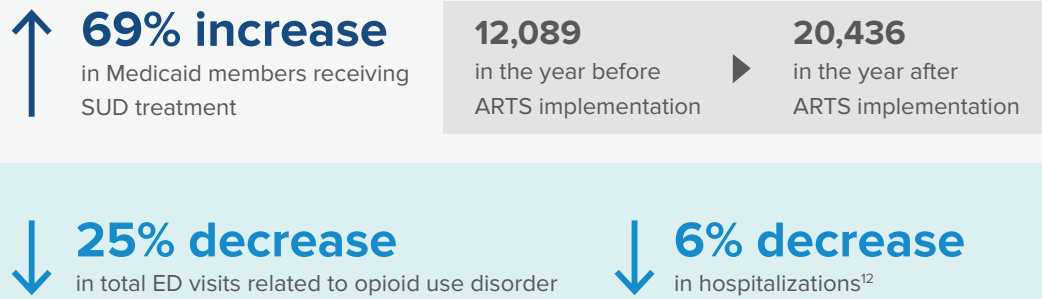 69% increase
in Medicaid members receiving
SUD treatment
12,089
in the year before
ARTS implementation
20,436
in the year after
ARTS implementation
25% decrease
in total ED visits related to opioid use disorder
6% decrease
in hospitalizations¹²